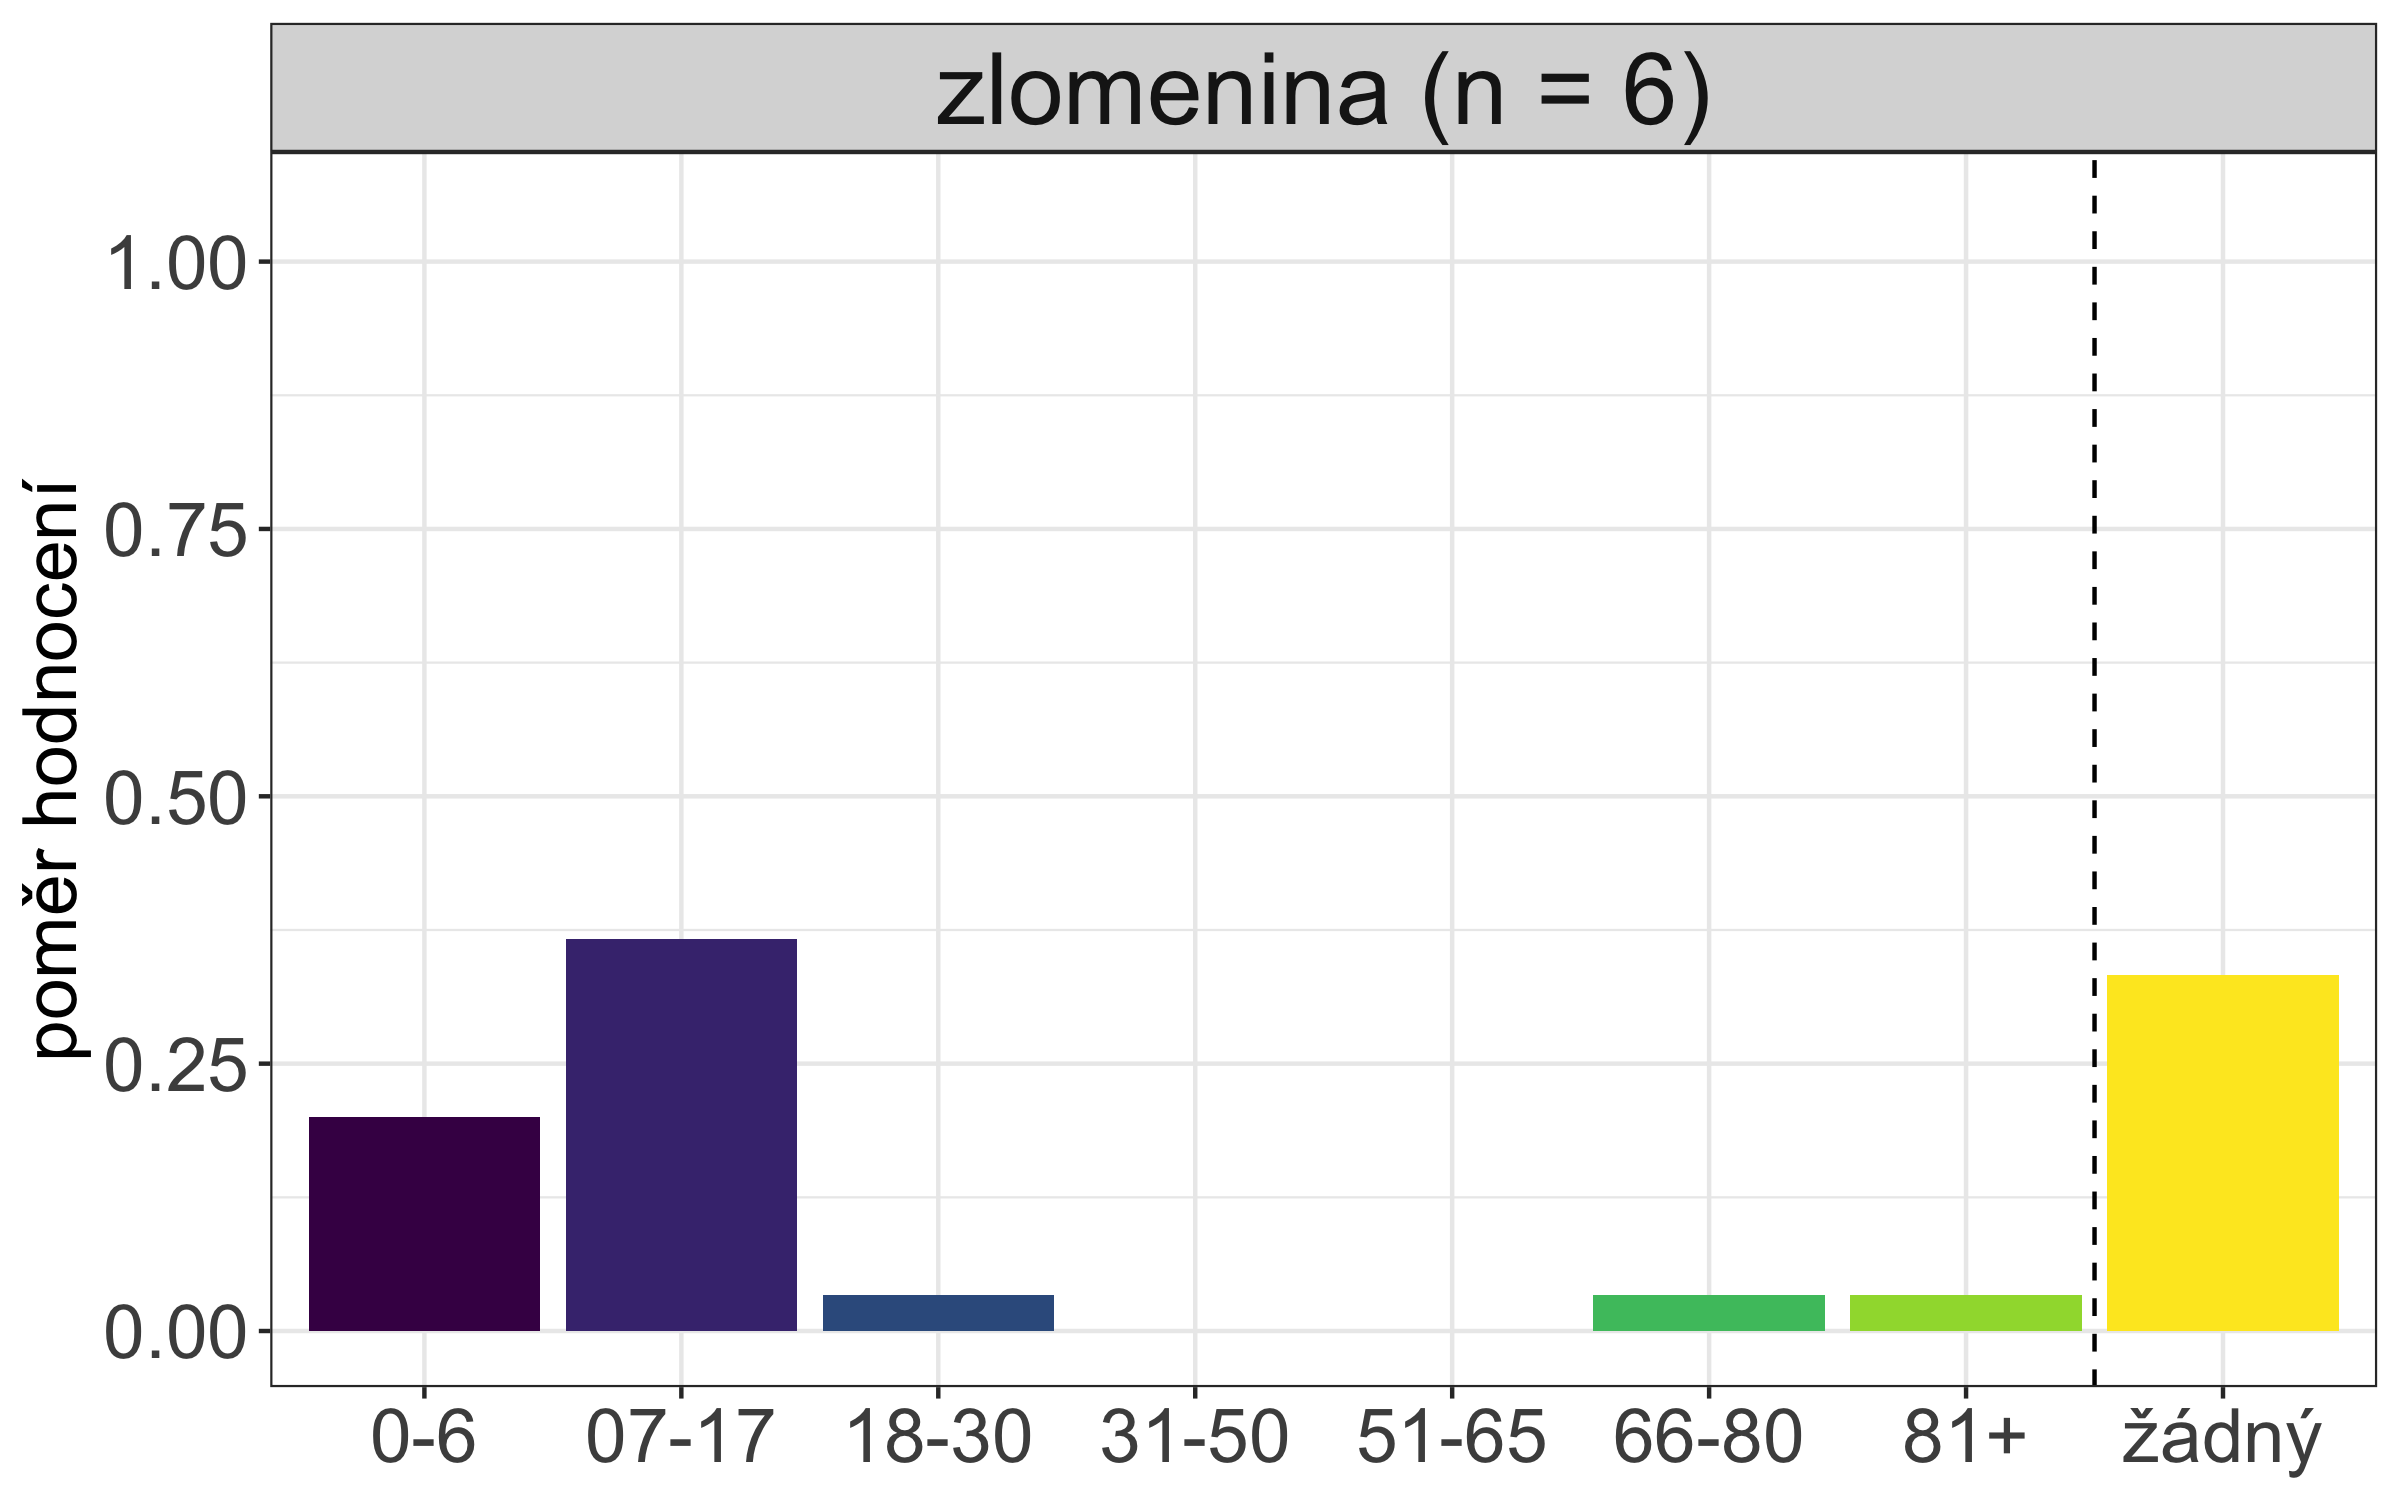 zlomenina (n = 6)
poměr hodnocení
1.00
0.75
0.50
0.25
0.00
0-6 07-17 18-30 31-50 51-65 66-80 81+ žádný